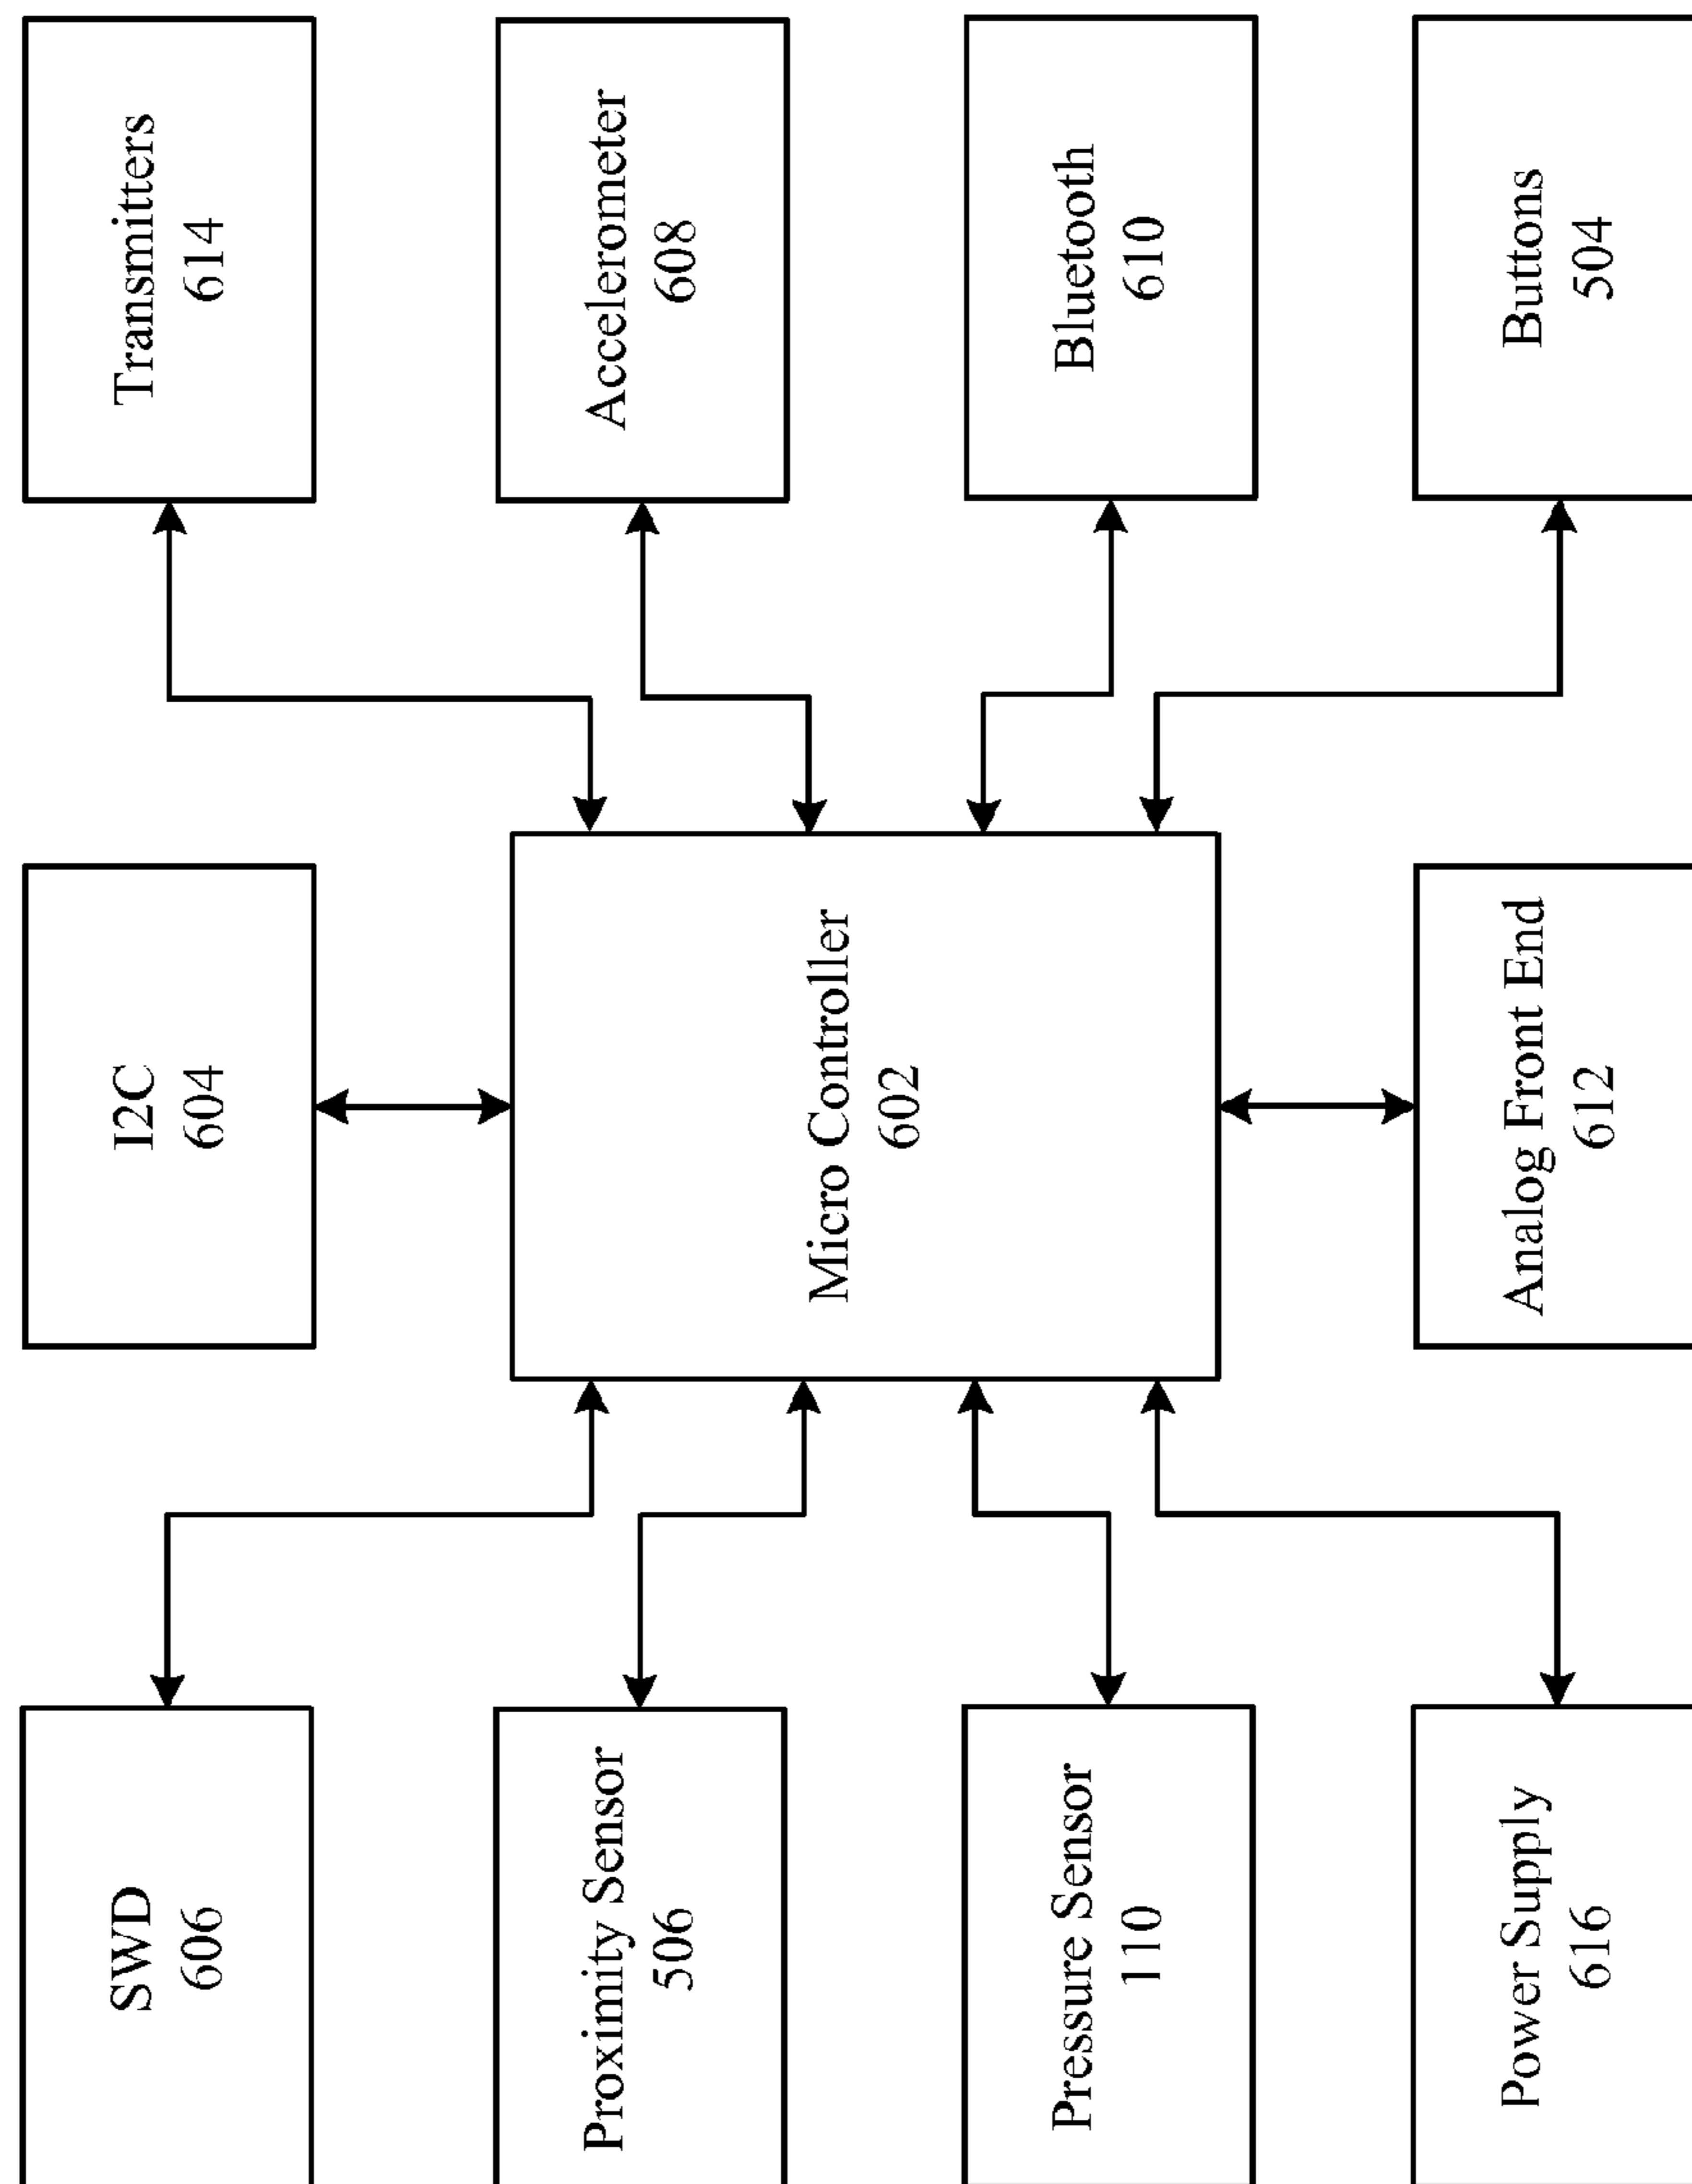 SWD
606
I2C
604
Transmitters
614
Proximity Sensor
506
Accelerometer
608
Micro Controller
602
Pressure Sensor
110
Bluetooth
610
Power Supply
616
Analog Front End
612
Buttons
504